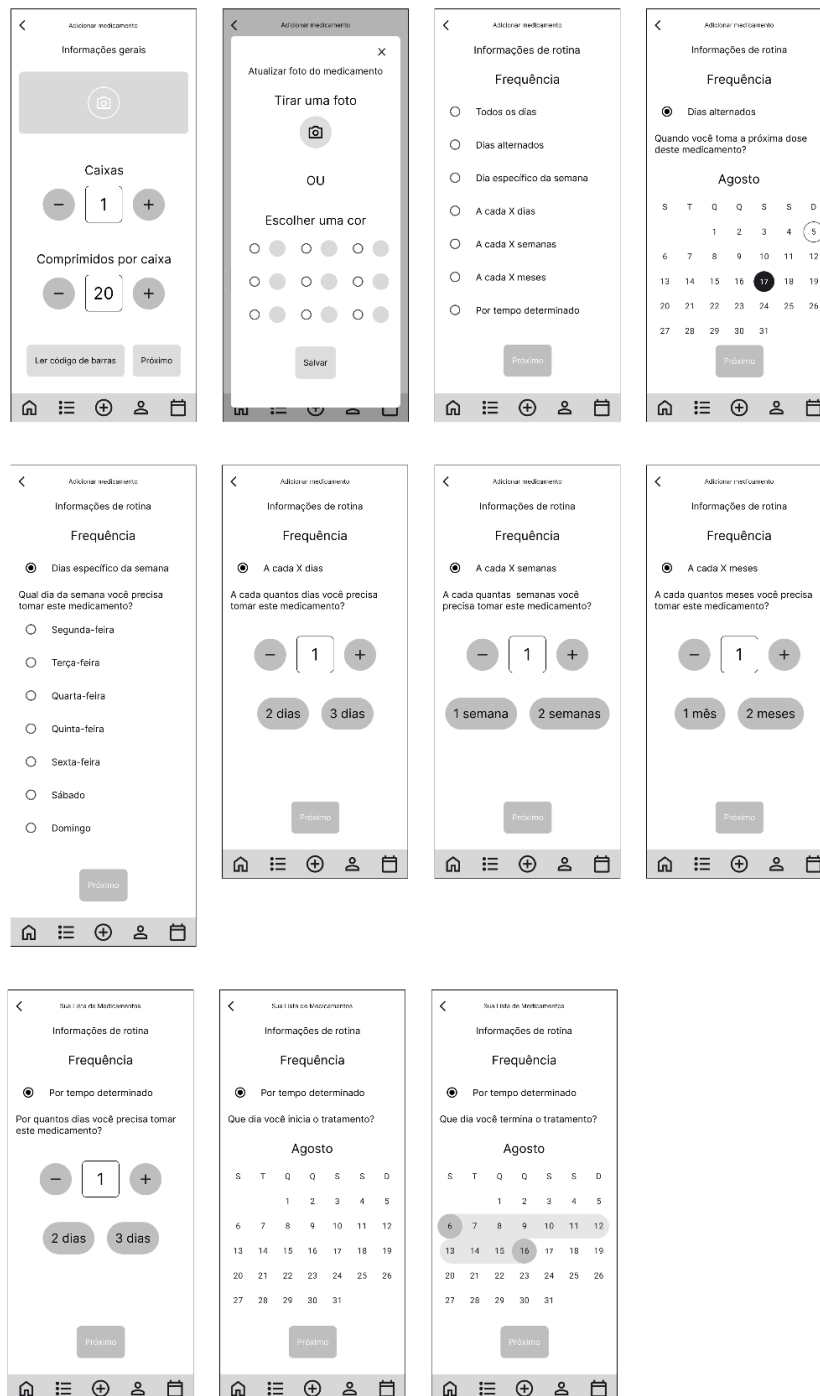 Adicionar medicamento
Informações gerais
Caixas
1
Comprimidos por caixa
20
Ler código de barras
Próximo
Adicionar medicamento
Atualizar foto do medicamento
Tirar uma foto
OU
Escolher uma cor
Salvar
Adicionar medicamento
Informações de rotina
Frequência
Todos os dias
Dias alternados
Dia específico da semana
A cada X dias
A cada X semanas
A cada X meses
Por tempo determinado
Próximo
Adicionar medicamento
Informações de rotina
Frequência
Dias alternados
Quando você toma a próxima dose
deste medicamento?
Agosto
S T Q Q S S D
1 2 3 4 5
6 7 8 9 10 11 12
13 14 15 16 17 18 19
20 21 22 23 24 25 26
27 28 29 30 31
Próximo
Adicionar medicamento
Informações de rotina
Frequência
Dias específico da semana
Qual dia da semana você precisa
tomar este medicamento?
Segunda-feira
Terça-feira
Quarta-feira
Quinta-feira
Sexta-feira
Sábado
Domingo
Próximo
Adicionar medicamento
Informações de rotina
Frequência
A cada X dias
A cada quantos dias você precisa
tomar este medicamento?
1
2 dias 3 dias
Próximo
Adicionar medicamento
Informações de rotina
Frequência
A cada X semanas
A cada quantas semanas você
precisa tomar este medicamento?
1
1 semana 2 semanas
Próximo
Adicionar medicamento
Informações de rotina
Frequência
A cada X meses
A cada quantos meses você precisa
tomar este medicamento?
1
1 mês 2 meses
Próximo
Sua Lista de Medicamentos
Informações de rotina
Frequência
Por tempo determinado
Por quantos dias você precisa tomar
este medicamento?
1
2 dias 3 dias
Próximo
Sua Lista de Medicamentos
Informações de rotina
Frequência
Por tempo determinado
Que dia você inicia o tratamento?
Agosto
S T Q Q S S D
1 2 3 4 5
6 7 8 9 10 11 12
13 14 15 16 17 18 19
20 21 22 23 24 25 26
27 28 29 30 31
Próximo
Sua Lista de Medicamentos
Informações de rotina
Frequência
Por tempo determinado
Que dia você termina o tratamento?
Agosto
S T Q Q S S D
1 2 3 4 5
6 7 8 9 10 11 12
13 14 15 16 17 18 19
20 21 22 23 24 25 26
27 28 29 30 31
Próximo